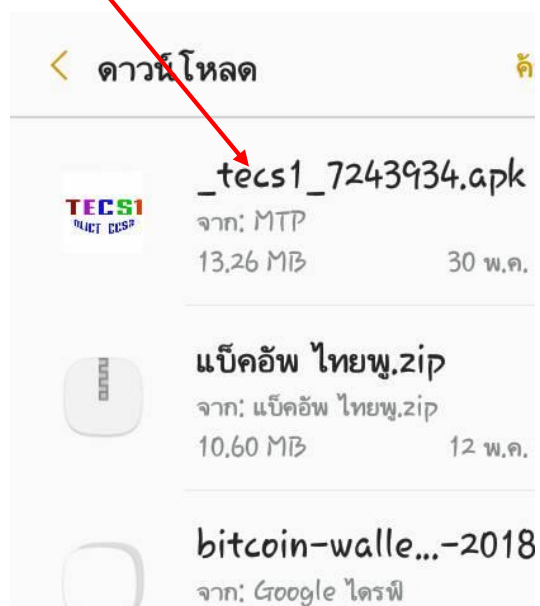 < ดาวน์โหลด ค้
_tecs1_7243934.apk
TECS1
จาก: MTP
13.26 MB 30 พ.ค.
แบ็คอัพ ไทยพู.zip
จาก: แบ็คอัพ ไทยพู.zip
10.60 MB 12 พ.ค.
bitcoin-walle...-2018
จาก: Google ไดรฟ์